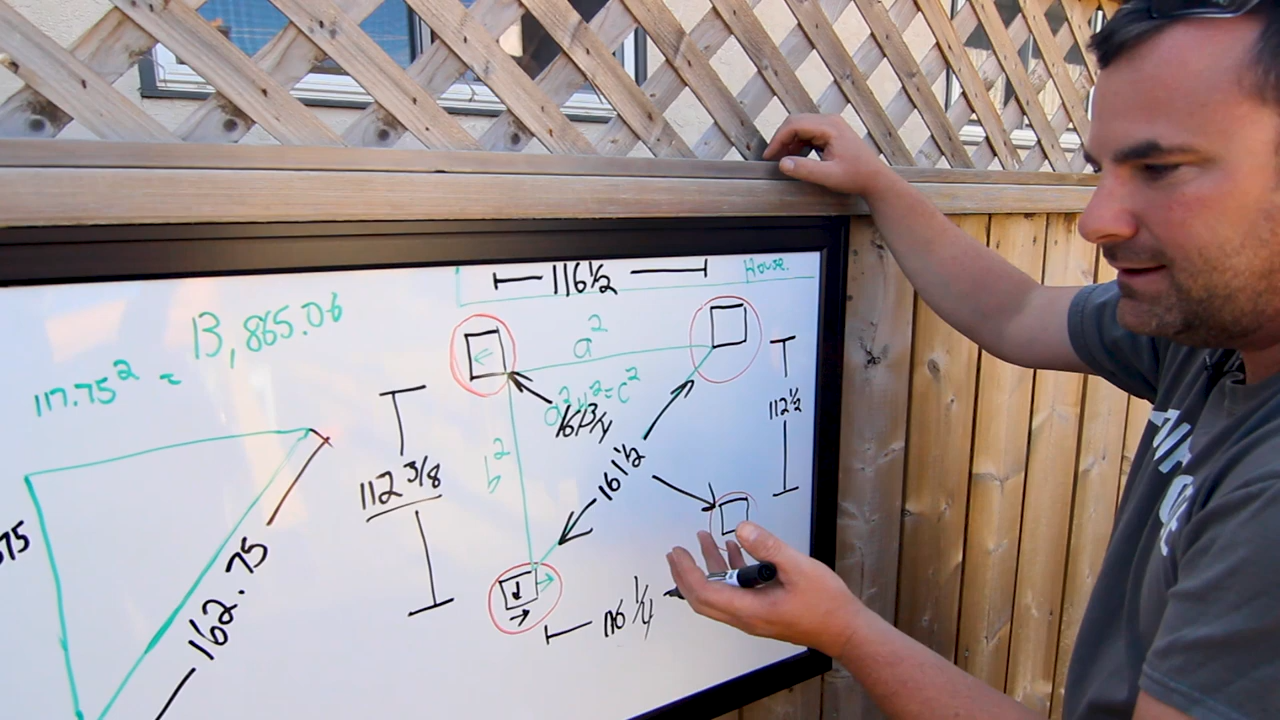 116 1/2
House.
13,865.06
117.75² =
a²
a² b² = c²
161 3/4
112 1/2
b²
161 1/2
112 3/8
75
162.75
116 1/4